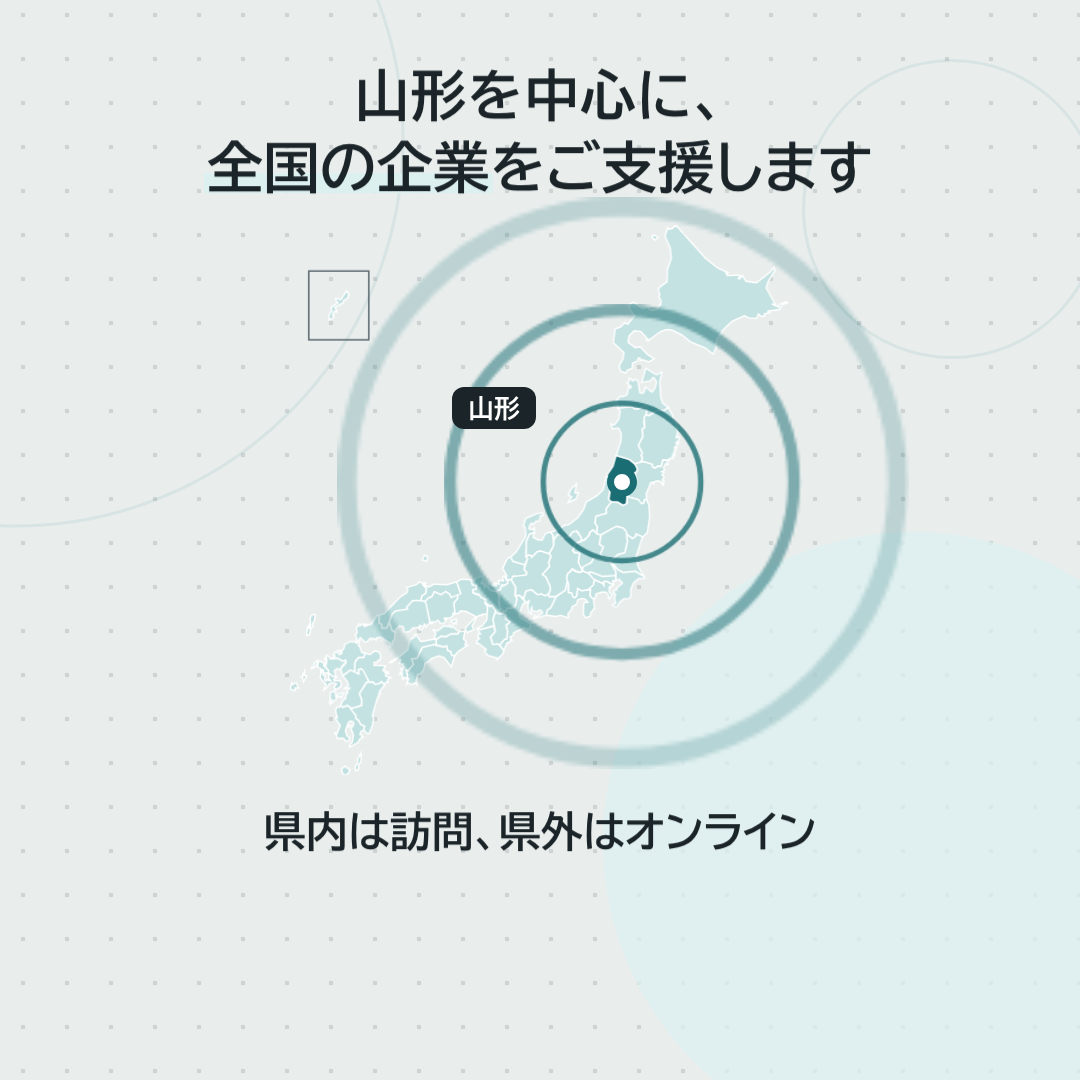 山形を中心に、
全国の企業をご支援します
山形
県内は訪問、県外はオンライン